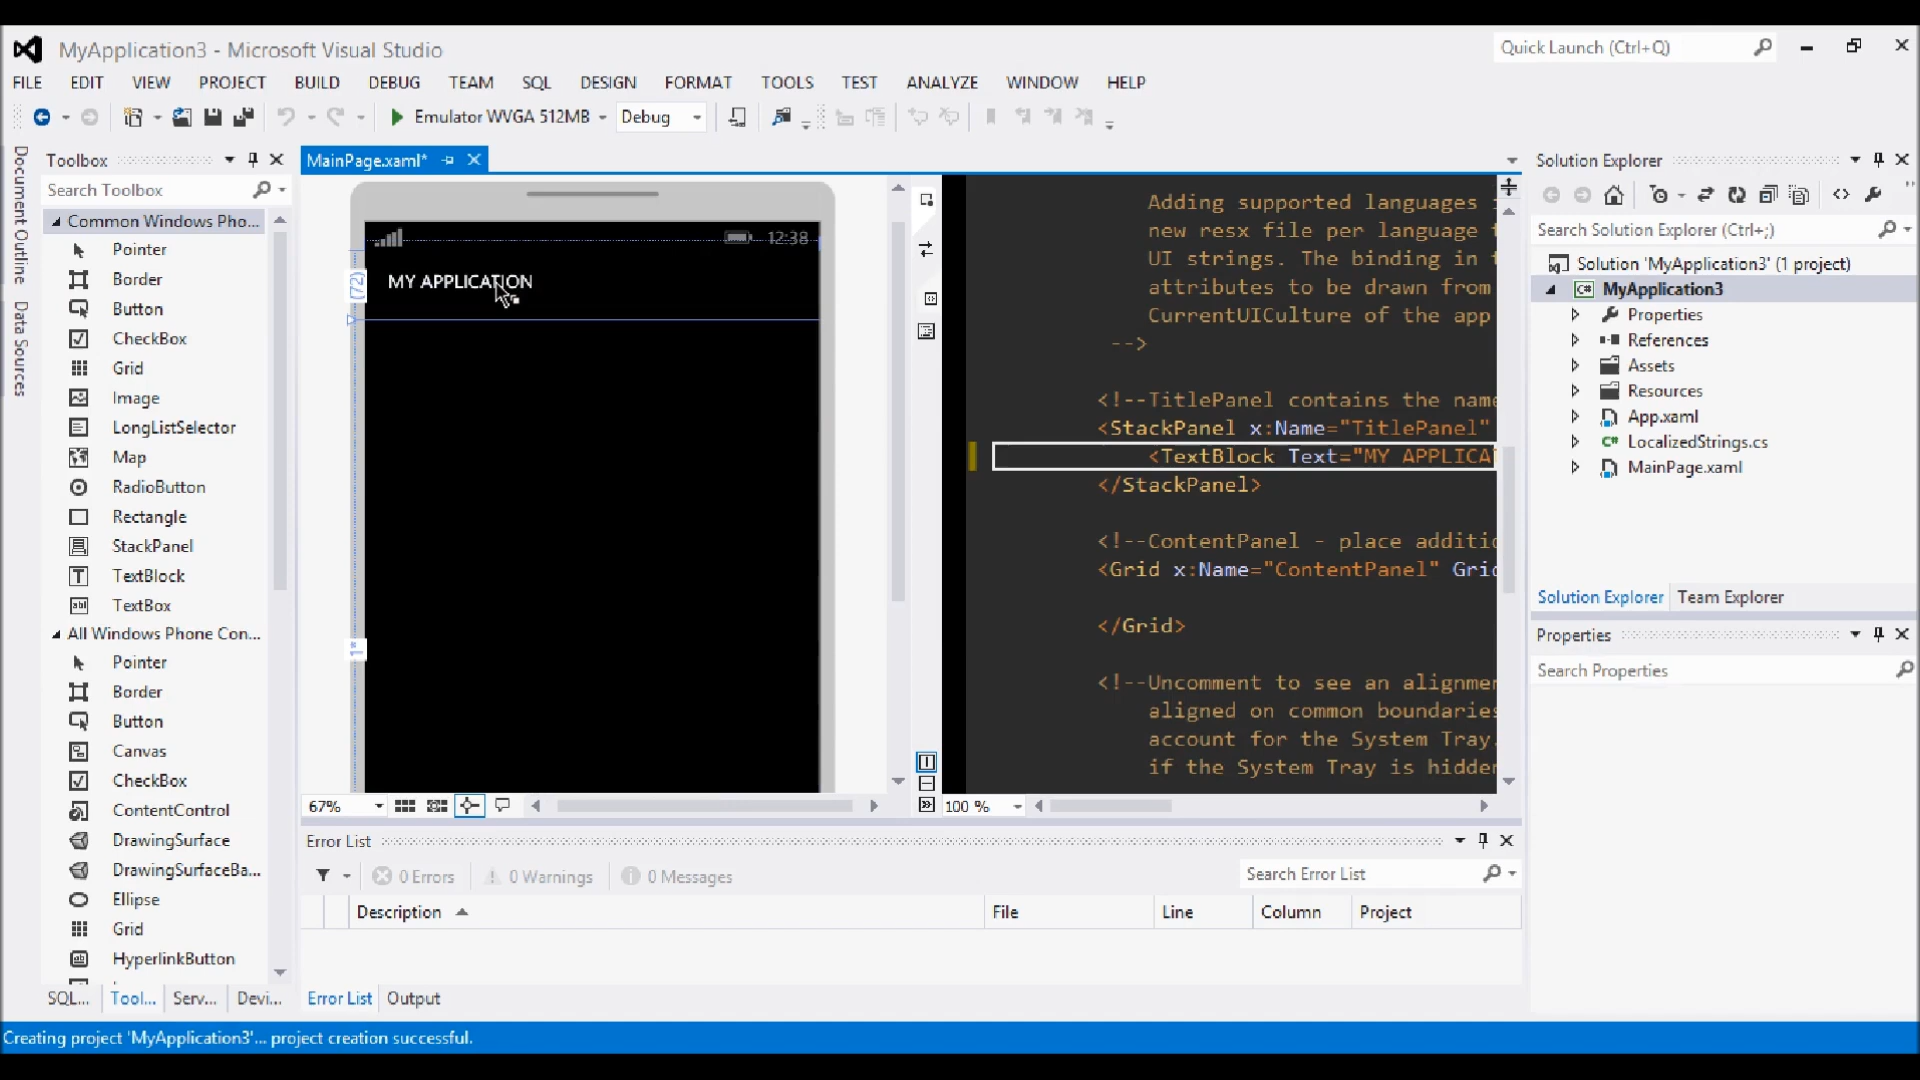 MyApplication3 - Microsoft Visual Studio
Quick Launch (Ctrl+Q)
FILE EDIT VIEW PROJECT BUILD DEBUG TEAM SQL DESIGN FORMAT TOOLS TEST ANALYZE WINDOW HELP
Emulator WVGA 512MB Debug
Document Outline
Data Sources
Toolbox
Search Toolbox
Common Windows Pho...
Pointer
Border
Button
CheckBox
Grid
Image
LongListSelector
Map
RadioButton
Rectangle
StackPanel
TextBlock
TextBox
All Windows Phone Con...
Pointer
Border
Button
Canvas
CheckBox
ContentControl
DrawingSurface
DrawingSurfaceBa...
Ellipse
Grid
HyperlinkButton
SQL... Tool... Serv... Devi...
MainPage.xaml*
12:38
(72)
MY APPLICATION
1*
67%
Adding supported languages
new resx file per language
UI strings. The binding in
attributes to be drawn from
CurrentUICulture of the app
-->
<!--TitlePanel contains the name
<StackPanel x:Name="TitlePanel"
<TextBlock Text="MY APPLICA
</StackPanel>
<!--ContentPanel - place additio
<Grid x:Name="ContentPanel" Grid
</Grid>
<!--Uncomment to see an alignme
aligned on common boundaries
account for the System Tray.
if the System Tray is hidden
100 %
Error List
0 Errors 0 Warnings 0 Messages
Search Error List
Description File Line Column Project
Error List Output
Solution Explorer
Search Solution Explorer (Ctrl+;)
Solution 'MyApplication3' (1 project)
MyApplication3
Properties
References
Assets
Resources
App.xaml
LocalizedStrings.cs
MainPage.xaml
Solution Explorer Team Explorer
Properties
Search Properties
Creating project 'MyApplication3'... project creation successful.